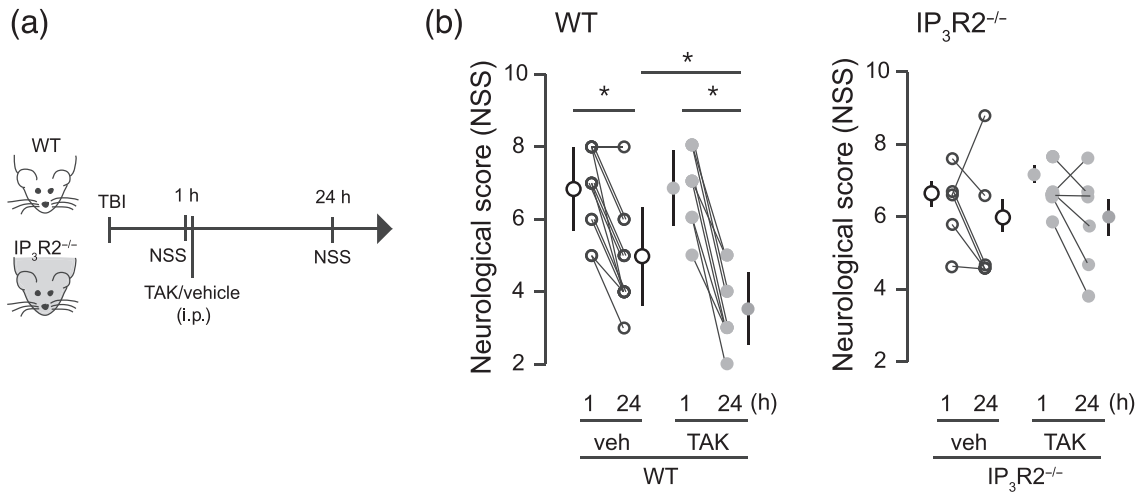 (a)
WT
IP₃R2⁻/⁻
TBI
1 h
24 h
NSS
NSS
TAK/vehicle
(i.p.)
(b)
WT
Neurological score (NSS)
10
8
6
4
2
*
*
*
1 24 1 24 (h)
veh TAK
WT
IP₃R2⁻/⁻
Neurological score (NSS)
10
8
6
4
2
1 24 1 24 (h)
veh TAK
IP₃R2⁻/⁻